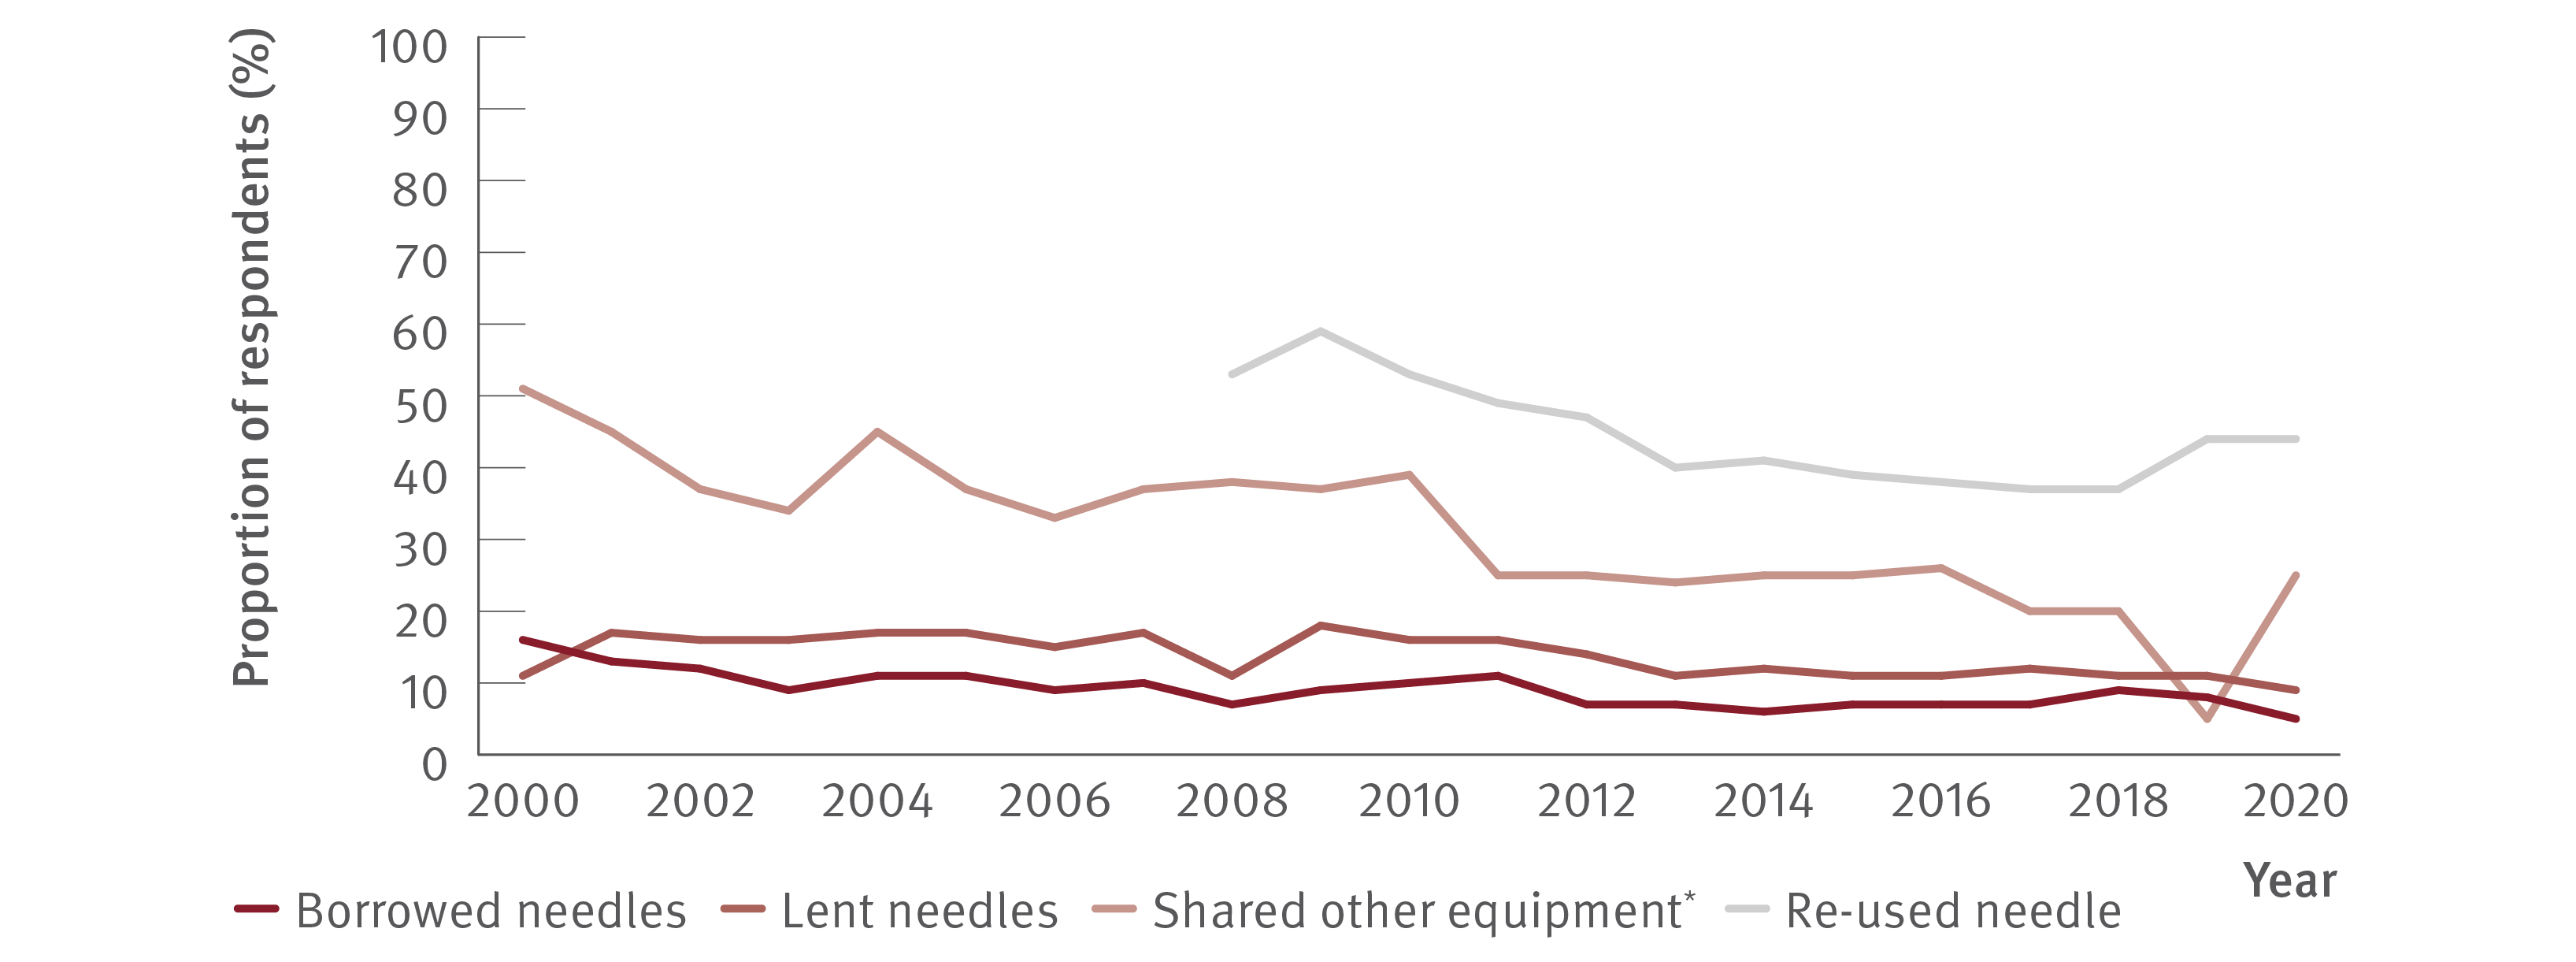 Proportion of respondents (%)
100
90
80
70
60
50
40
30
20
10
0
2000 2002 2004 2006 2008 2010 2012 2014 2016 2018 2020
Year
Borrowed needles Lent needles Shared other equipment* Re-used needle